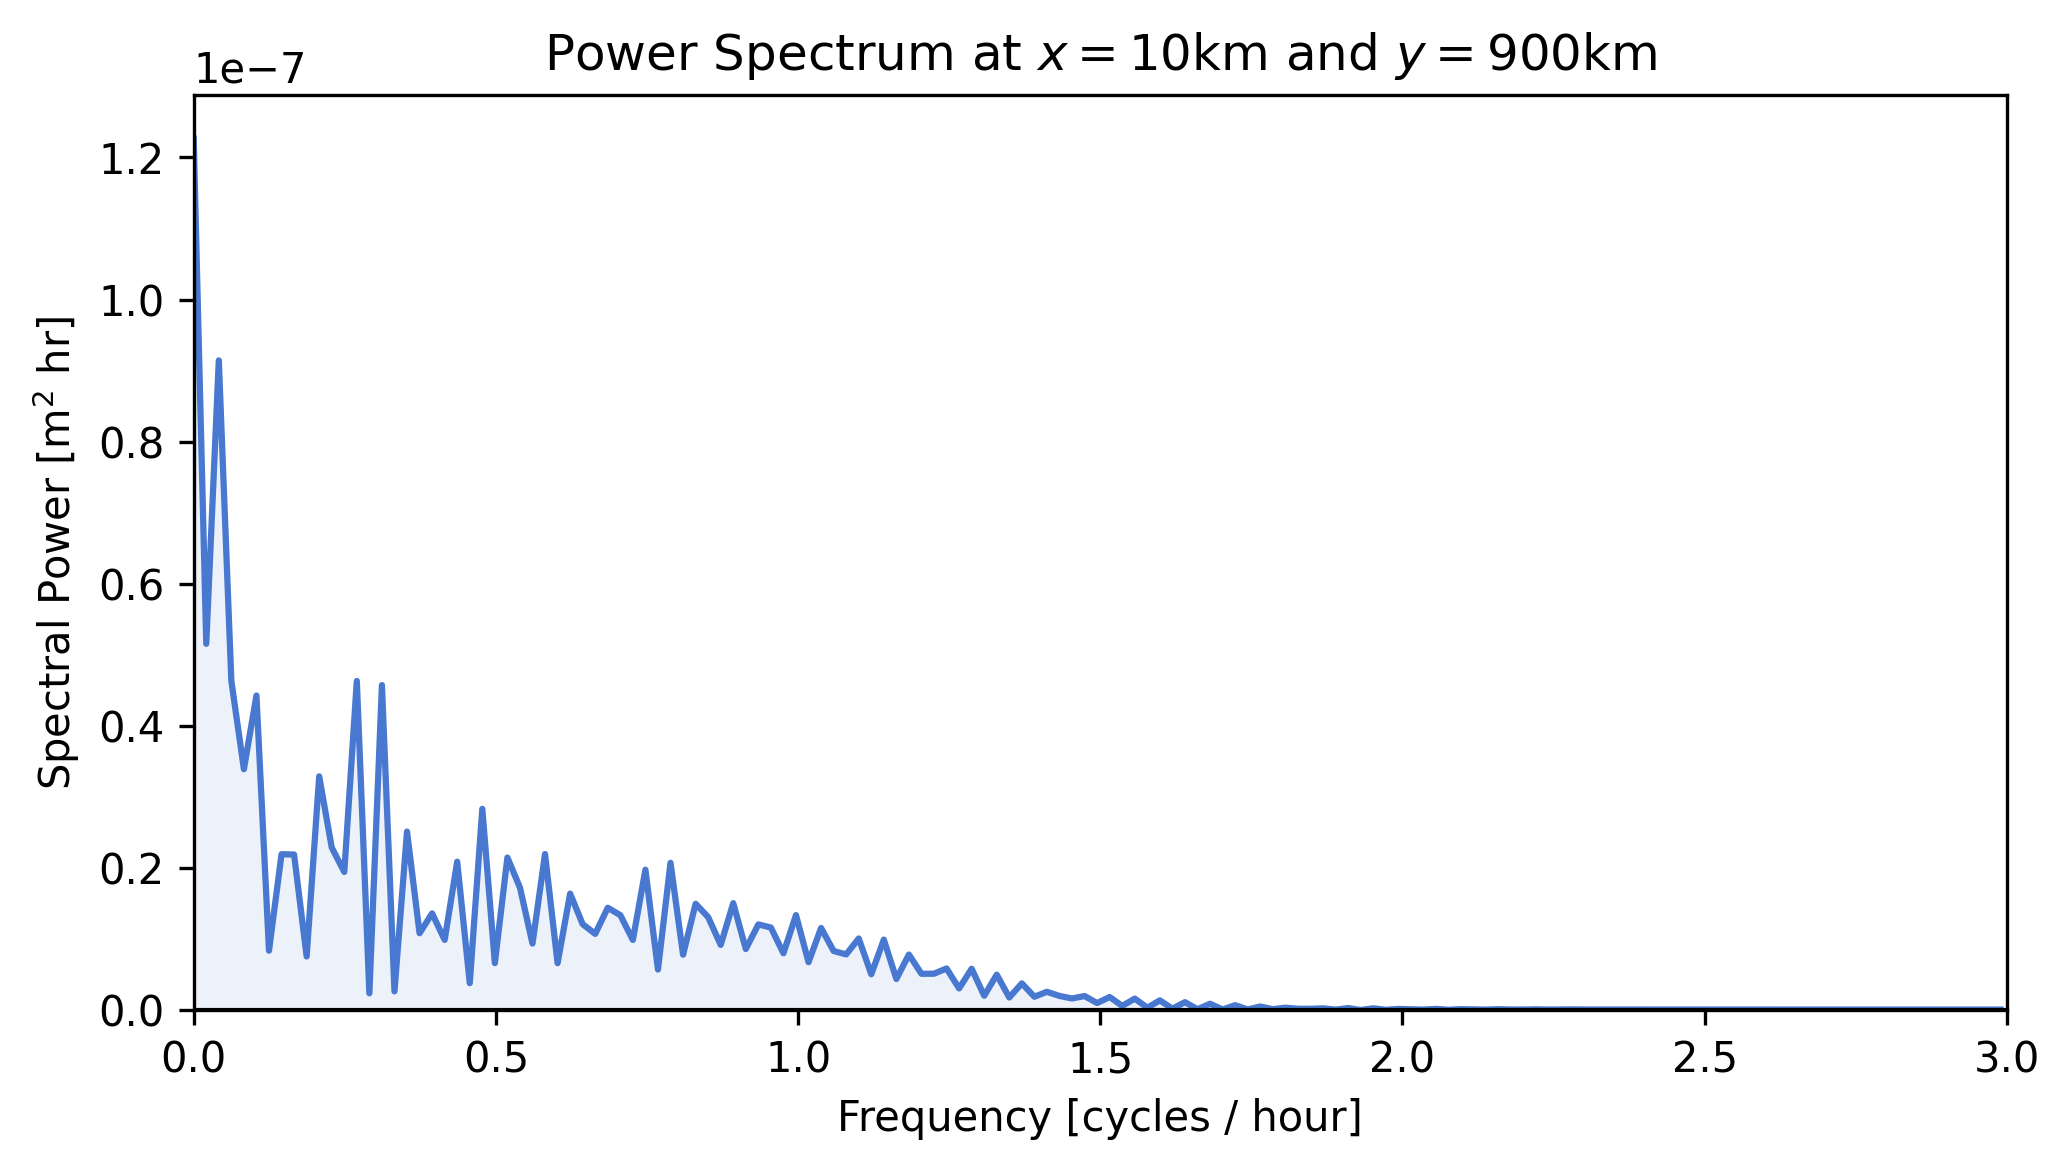 Power Spectrum at x = 10km and y = 900km
1e−7
1.2
1.0
0.8
0.6
0.4
0.2
0.0
Spectral Power [m² hr]
0.0 0.5 1.0 1.5 2.0 2.5 3.0
Frequency [cycles / hour]